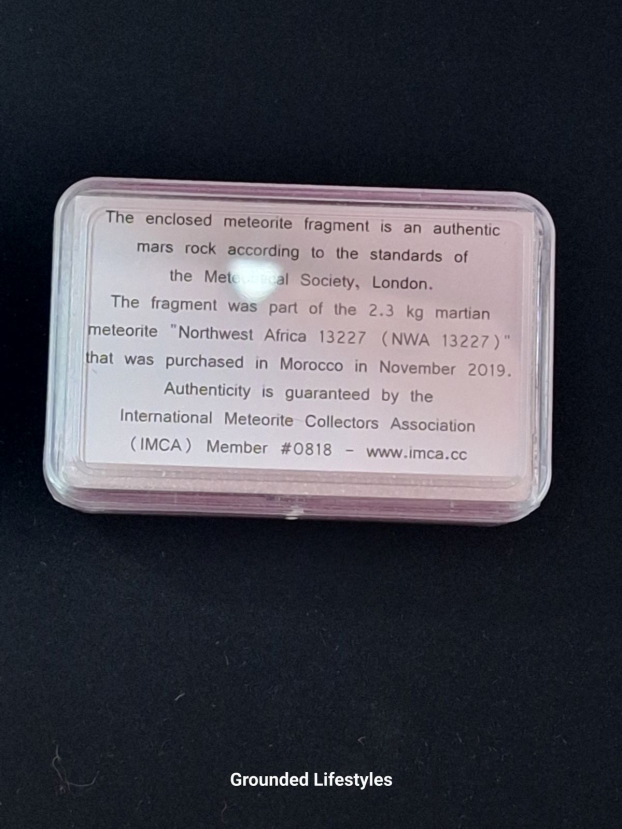 The enclosed meteorite fragment is an authentic
mars rock according to the standards of
the Society, London.
The fragment was part of the 2.3 kg martian
meteorite "Northwest Africa 13227 (NWA 13227)"
that was purchased in Morocco in November 2019.
Authenticity is guaranteed by the
International Meteorite Collectors Association
(IMCA) Member #0818 - www.imca.cc
Grounded Lifestyles